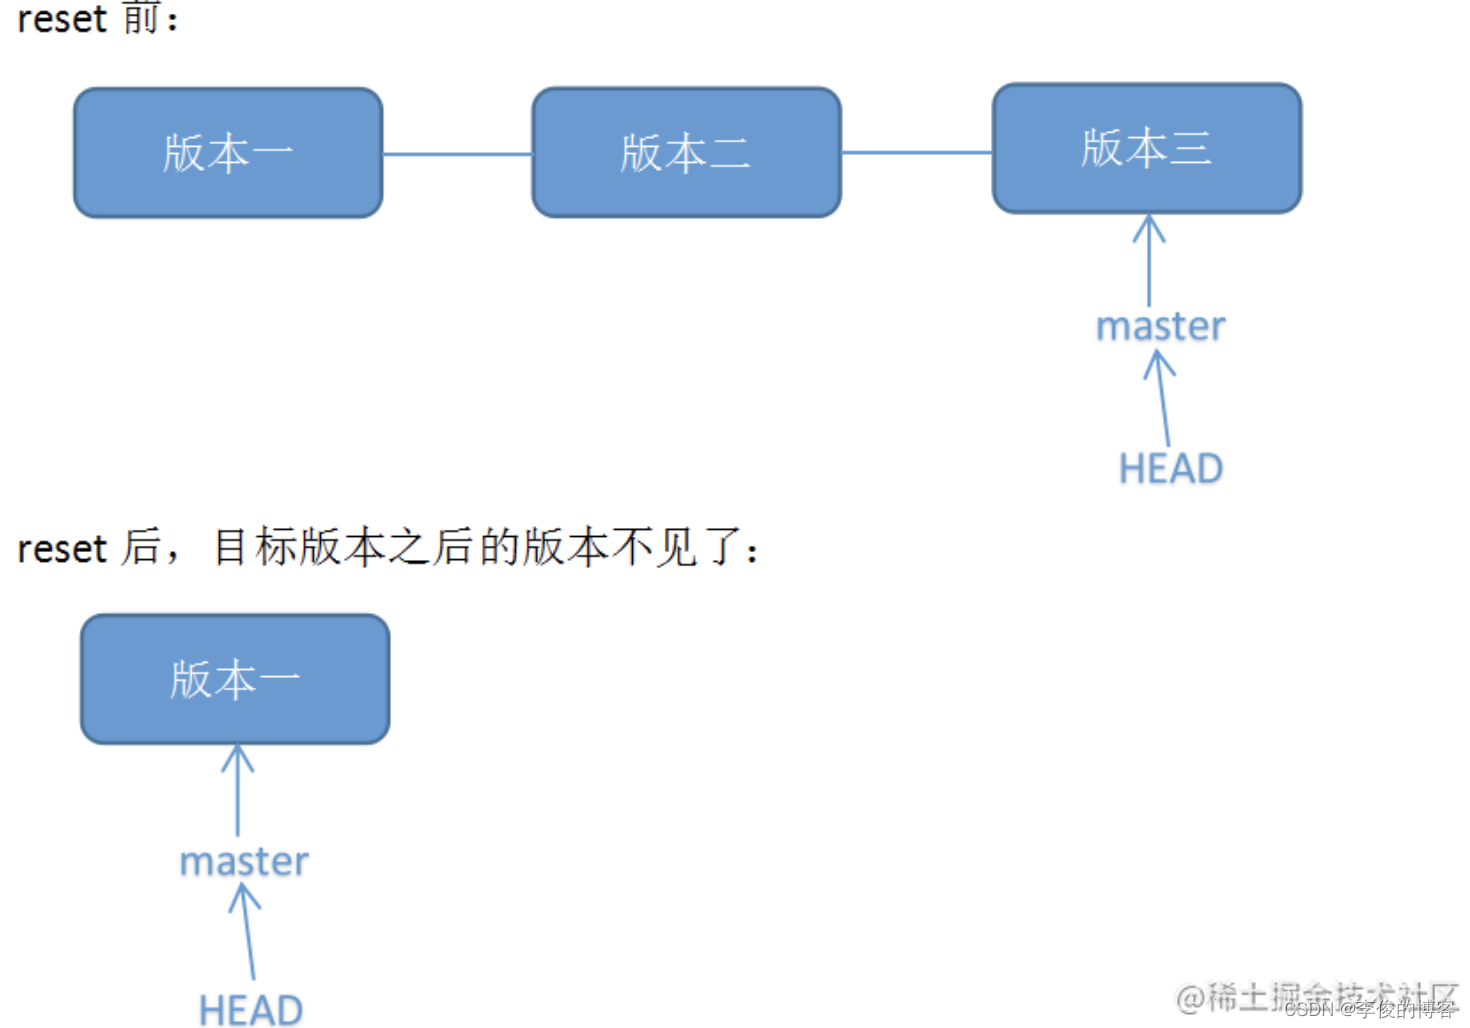 reset 前：
版本一
版本二
版本三
master
HEAD
reset 后，目标版本之后的版本不见了：
版本一
master
HEAD
@稀土掘金技术社区
CSDN @李俊的博客